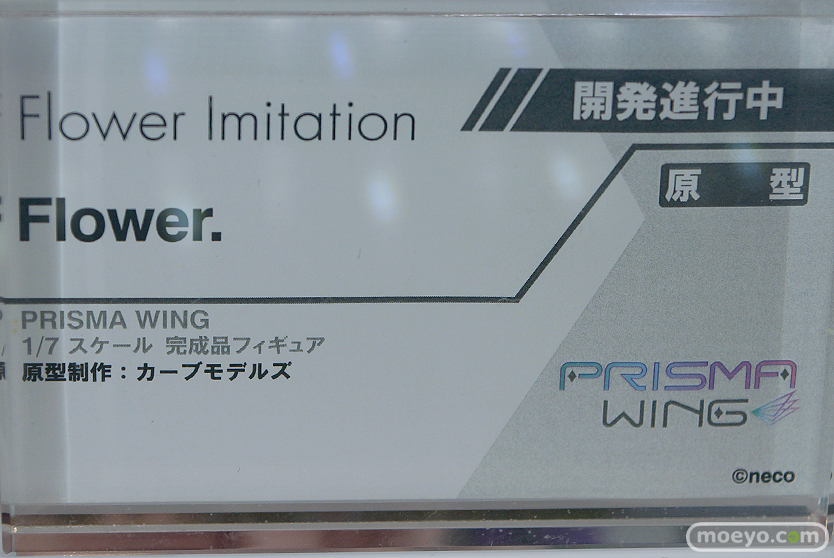 Flower Imitation
開発進行中
原 型
Flower.
PRISMA WING
1/7 スケール 完成品フィギュア
原型制作：カーブモデルズ
PRISMA
WING
©neco
moeyo.com